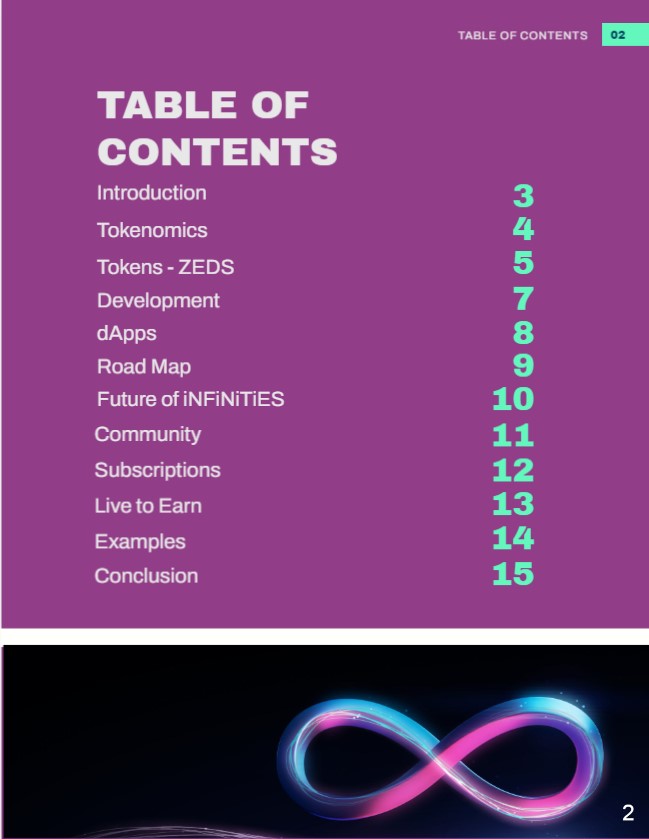 TABLE OF CONTENTS 02
TABLE OF
CONTENTS
Introduction 3
Tokenomics 4
Tokens - ZEDS 5
Development 7
dApps 8
Road Map 9
Future of iNFiNiTiES 10
Community 11
Subscriptions 12
Live to Earn 13
Examples 14
Conclusion 15
2